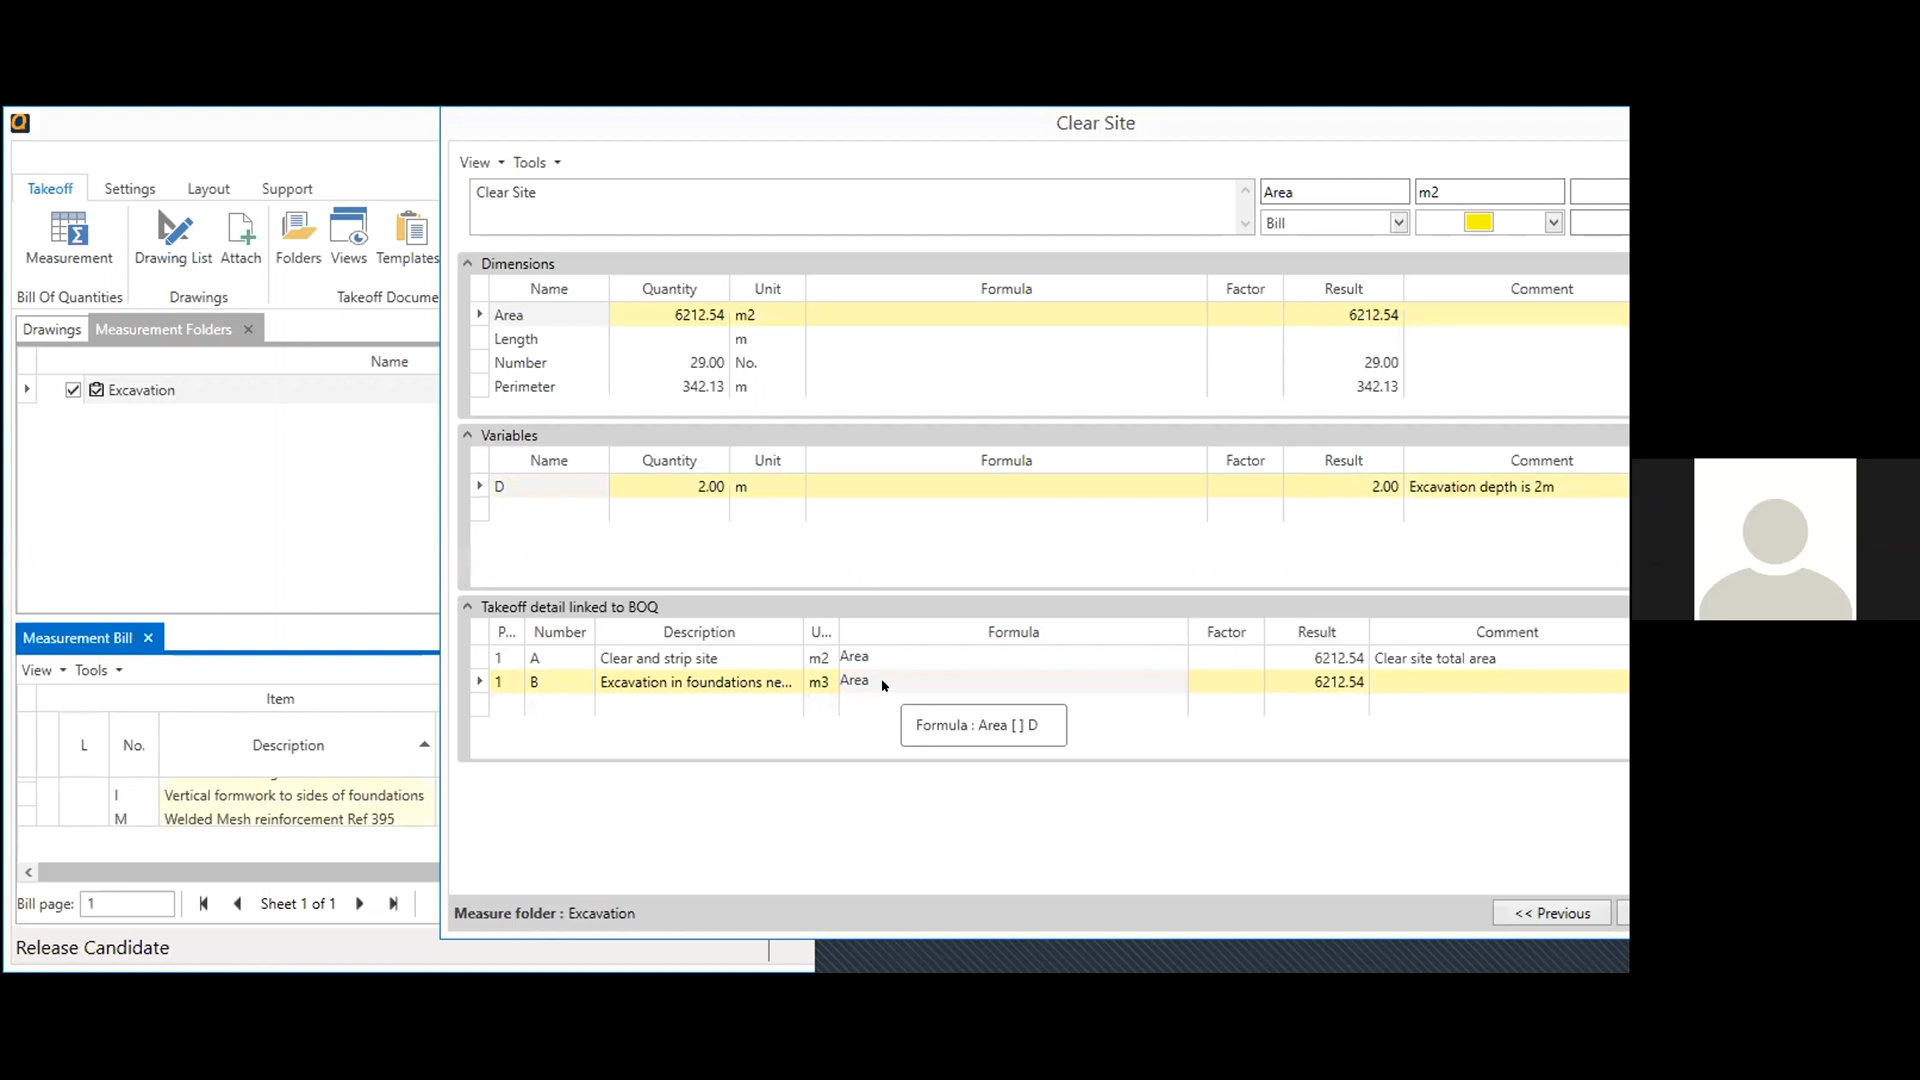 Clear Site
View Tools
Takeoff Settings Layout Support
Clear Site
Area
m2
Bill
Measurement
Drawing List Attach
Folders Views Templates
Bill Of Quantities
Drawings
Takeoff Docume
Drawings Measurement Folders
Name
Excavation
Dimensions
Name Quantity Unit Formula Factor Result Comment
Area 6212.54 m2 6212.54
Length m
Number 29.00 No. 29.00
Perimeter 342.13 m 342.13
Variables
Name Quantity Unit Formula Factor Result Comment
D 2.00 m 2.00 Excavation depth is 2m
Takeoff detail linked to BOQ
P... Number Description U... Formula Factor Result Comment
1 A Clear and strip site m2 Area 6212.54 Clear site total area
1 B Excavation in foundations ne... m3 Area 6212.54
Formula : Area [ ] D
Measurement Bill
View Tools
Item
L No. Description
I Vertical formwork to sides of foundations
M Welded Mesh reinforcement Ref 395
Bill page: 1 Sheet 1 of 1
Measure folder : Excavation
<< Previous
Release Candidate